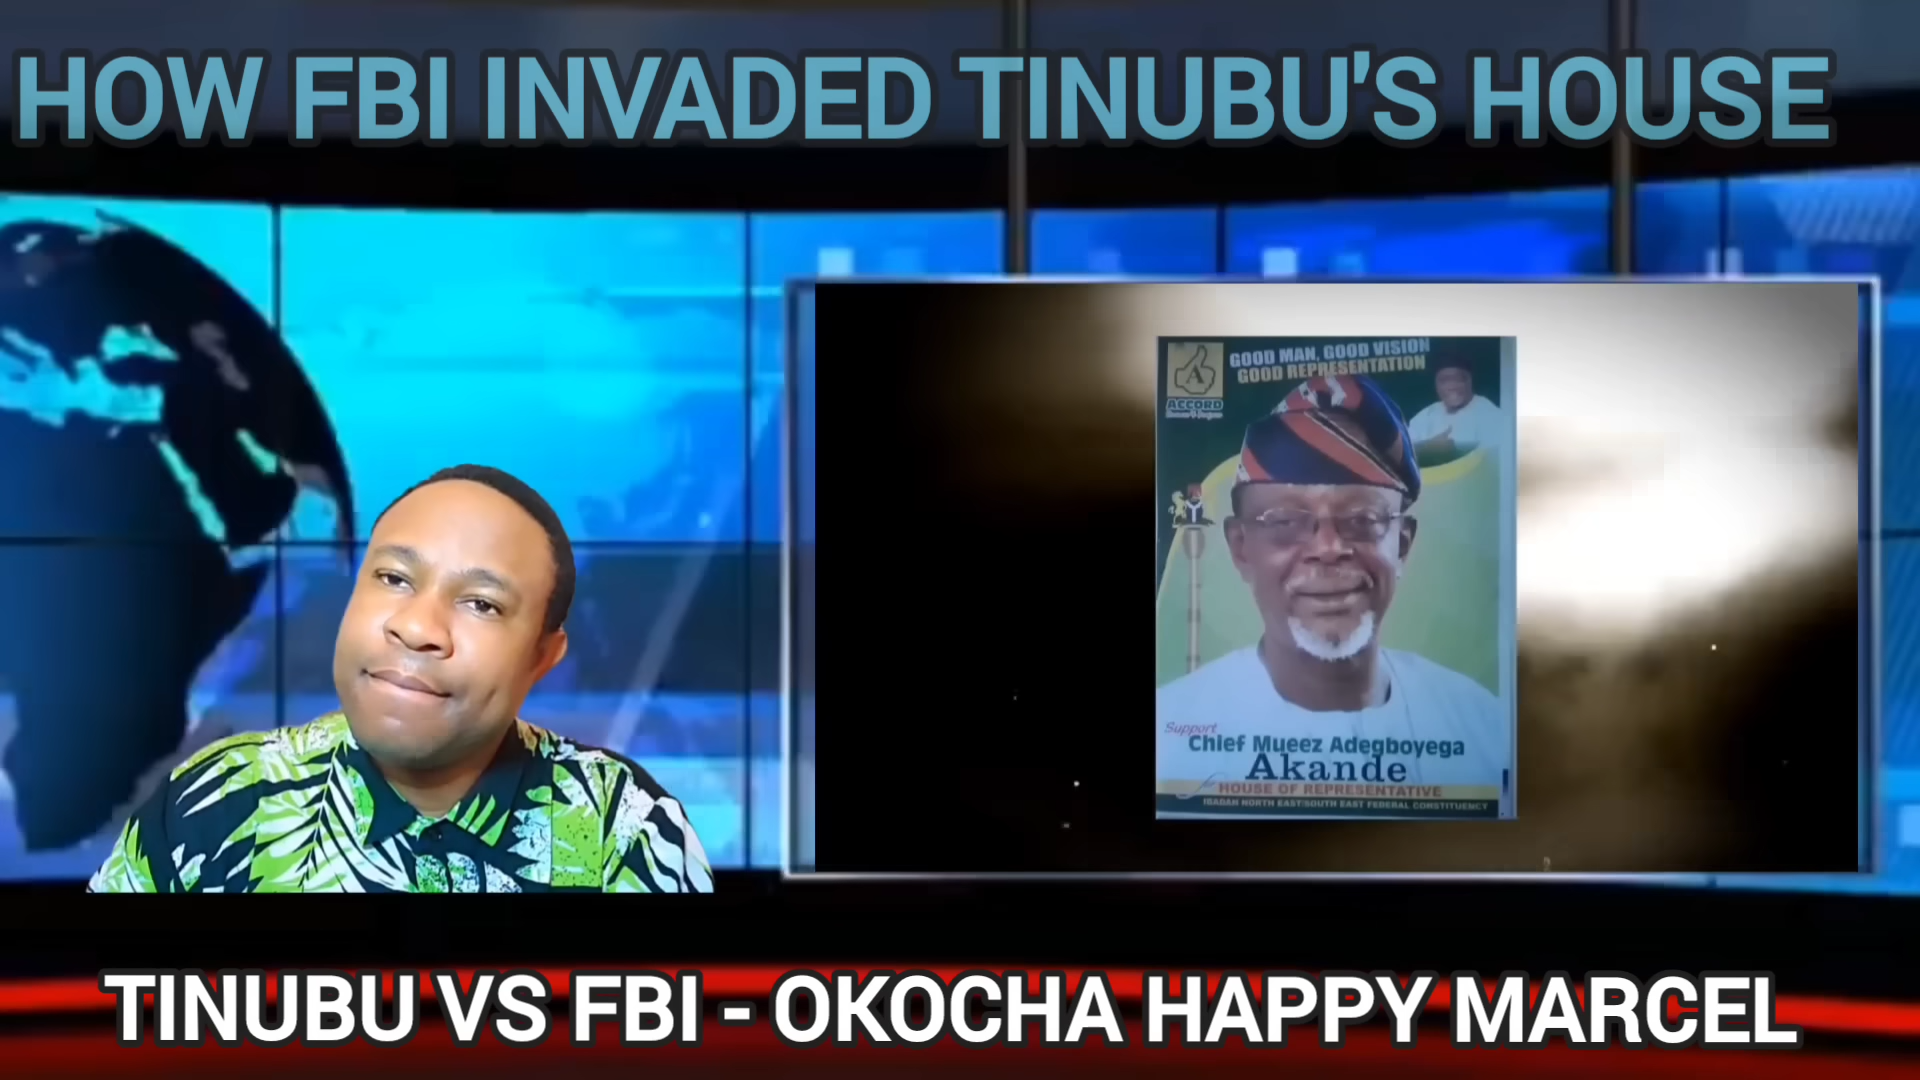 HOW FBI INVADED TINUBU'S HOUSE
GOOD MAN, GOOD VISION
GOOD REPRESENTATION
A
ACCORD
Support
Chief Mueez Adegboyega
Akande
for HOUSE OF REPRESENTATIVE
IBADAN NORTH EAST/SOUTH EAST FEDERAL CONSTITUENCY
TINUBU VS FBI - OKOCHA HAPPY MARCEL